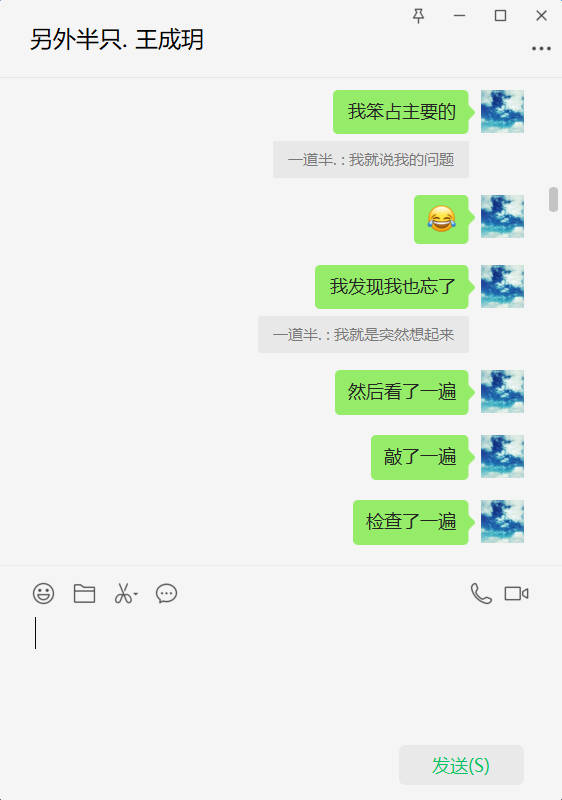 另外半只. 王成玥
我笨占主要的
一道半. : 我就说我的问题
我发现我也忘了
一道半. : 我就是突然想起来
然后看了一遍
敲了一遍
检查了一遍
发送(S)